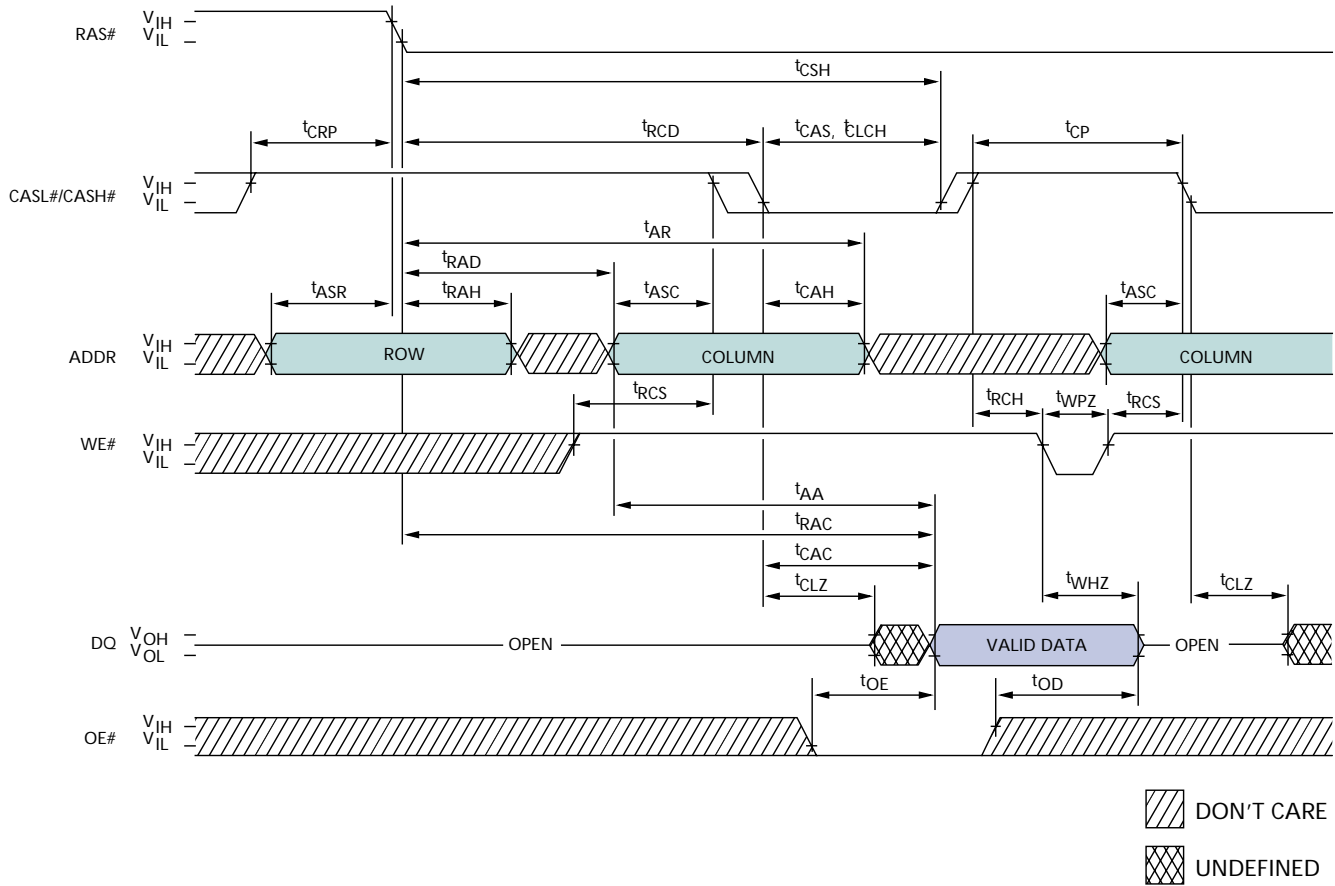 RAS#
VIH
VIL
tCSH
tCRP
tRCD
tCAS, tCLCH
tCP
CASL#/CASH#
VIH
VIL
tAR
tRAD
tASR
tRAH
tASC
tCAH
tASC
ADDR
VIH
VIL
ROW
COLUMN
COLUMN
tRCS
tRCH
tWPZ
tRCS
WE#
VIH
VIL
tAA
tRAC
tCAC
tCLZ
tWHZ
tCLZ
DQ
VOH
VOL
OPEN
VALID DATA
OPEN
tOE
tOD
OE#
VIH
VIL
DON'T CARE
UNDEFINED